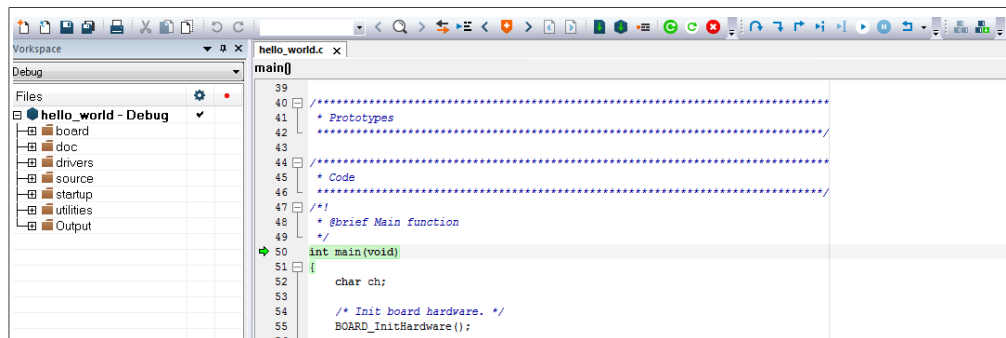 Workspace
hello_world.c x
Debug
main()
Files
hello_world - Debug
board
doc
drivers
source
startup
utilities
Output
39
40 /*******************************************************************************
41  * Prototypes
42  ******************************************************************************/
43
44 /*******************************************************************************
45  * Code
46  ******************************************************************************/
47 /*!
48  * @brief Main function
49  */
50 int main(void)
51 {
52     char ch;
53
54     /* Init board hardware. */
55     BOARD_InitHardware();